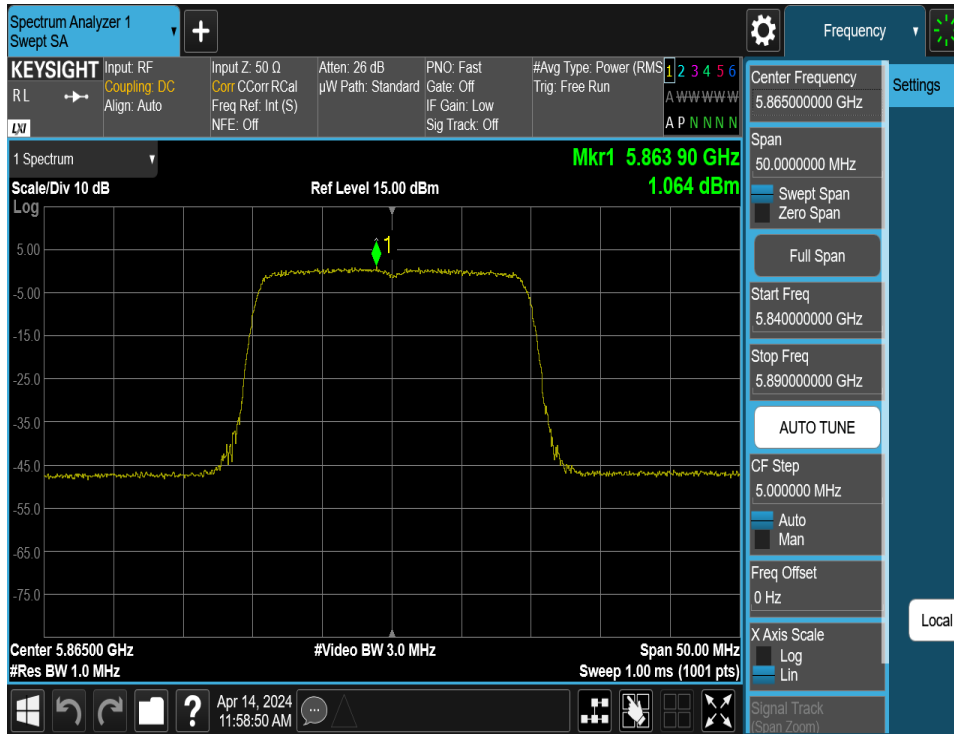 Spectrum Analyzer 1
Swept SA
+
Frequency
KEYSIGHT
R L
LXI
Input: RF
Coupling: DC
Align: Auto
Input Z: 50 Ω
Corr CCorr RCal
Freq Ref: Int (S)
NFE: Off
Atten: 26 dB
µW Path: Standard
PNO: Fast
Gate: Off
IF Gain: Low
Sig Track: Off
#Avg Type: Power (RMS
Trig: Free Run
1 2 3 4 5 6
A W W W W W
A P N N N N
1 Spectrum
Mkr1 5.863 90 GHz
1.064 dBm
Scale/Div 10 dB
Ref Level 15.00 dBm
Log
1
5.00
-5.00
-15.0
-25.0
-35.0
-45.0
-55.0
-65.0
-75.0
Center 5.86500 GHz
#Video BW 3.0 MHz
Span 50.00 MHz
#Res BW 1.0 MHz
Sweep 1.00 ms (1001 pts)
Center Frequency
5.865000000 GHz
Settings
Span
50.0000000 MHz
Swept Span
Zero Span
Full Span
Start Freq
5.840000000 GHz
Stop Freq
5.890000000 GHz
AUTO TUNE
CF Step
5.000000 MHz
Auto
Man
Freq Offset
0 Hz
X Axis Scale
Log
Lin
Local
Signal Track
(Span Zoom)
?
Apr 14, 2024
11:58:50 AM